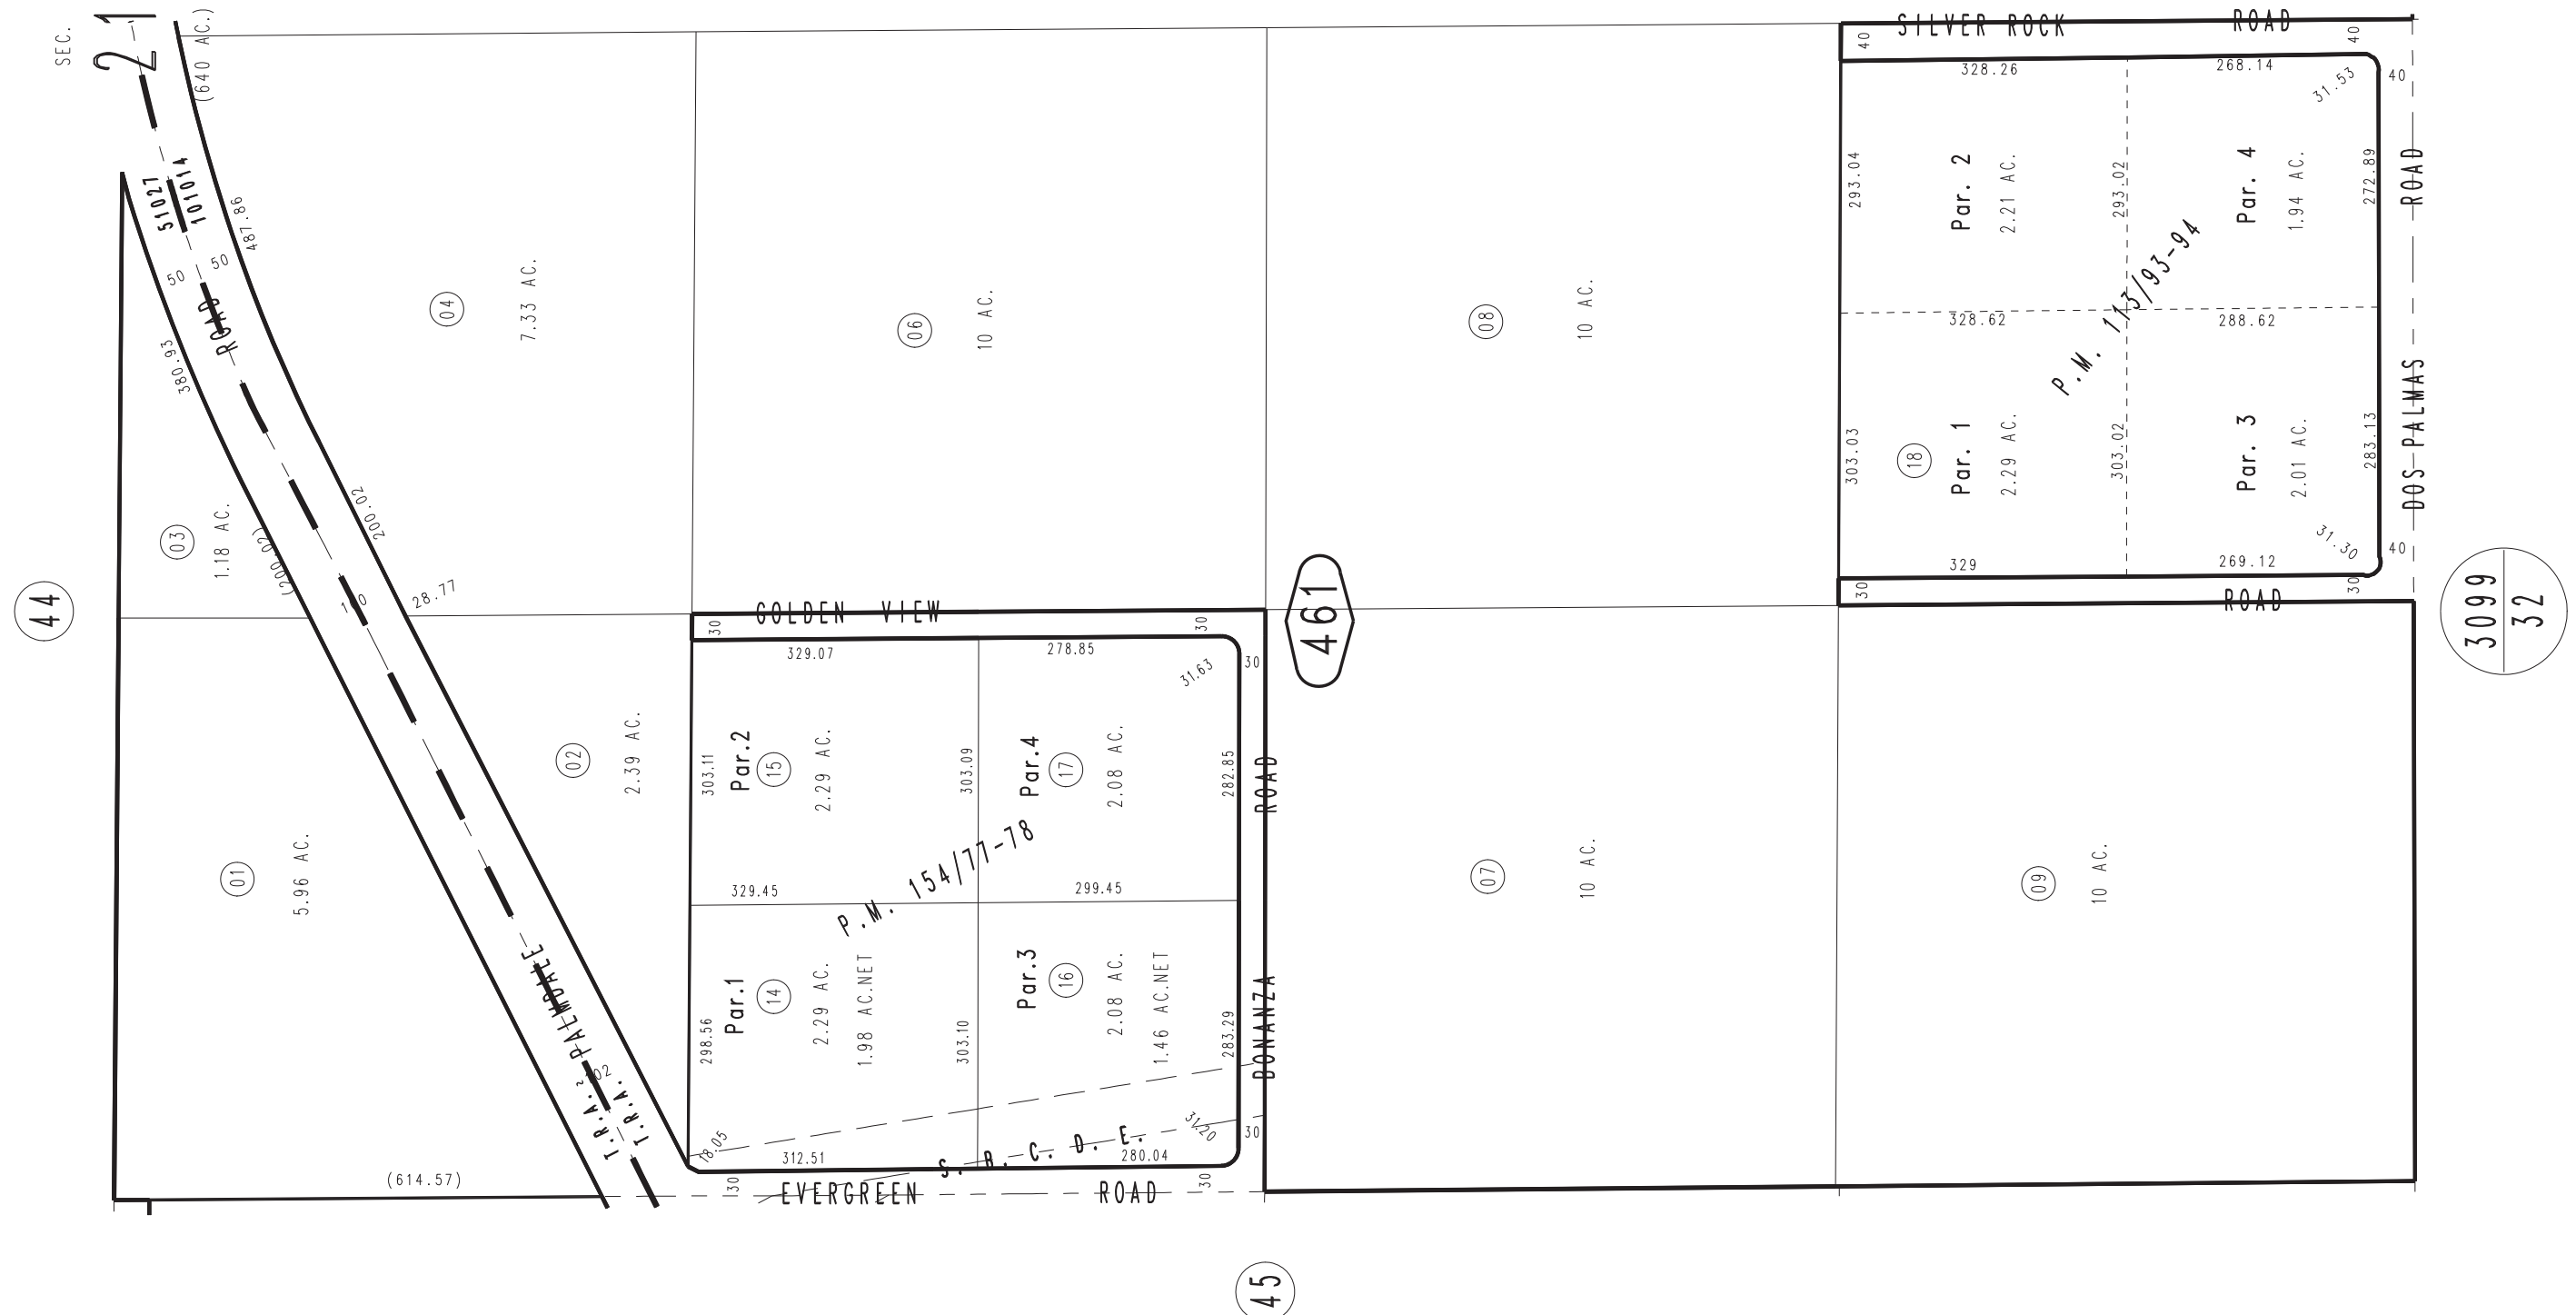 SEC.
21
(640 AC.)
51027
101014
50
50
487.86
380.93
ROAD
04
7.33 AC.
03
1.18 AC.
(200.02)
200.02
100
28.77
44
01
5.96 AC.
02
2.39 AC.
PALMDALE
T.R.A.
T.R.A.
(614.57)
06
10 AC.
08
10 AC.
GOLDEN VIEW
30
30
329.07
278.85
31.63
30
303.11
Par.2
15
2.29 AC.
303.09
Par.4
17
2.08 AC.
282.85
ROAD
P.M. 154/77-78
329.45
299.45
298.56
Par.1
14
2.29 AC.
1.98 AC.NET
303.10
Par.3
16
2.08 AC.
1.46 AC.NET
283.29
BONANZA
18.05
312.51
S. B. C. D. E.
280.04
31.20
30
30
30
EVERGREEN ROAD
461
07
10 AC.
09
10 AC.
45
SILVER ROCK ROAD
40
40
328.26
268.14
31.53
40
293.04
Par. 2
2.21 AC.
293.02
Par. 4
1.94 AC.
272.89
ROAD
P.M. 113/93-94
328.62
288.62
303.03
18
Par. 1
2.29 AC.
303.02
Par. 3
2.01 AC.
283.13
DOS PALMAS
31.30
40
329
269.12
30
30
ROAD
3099
32